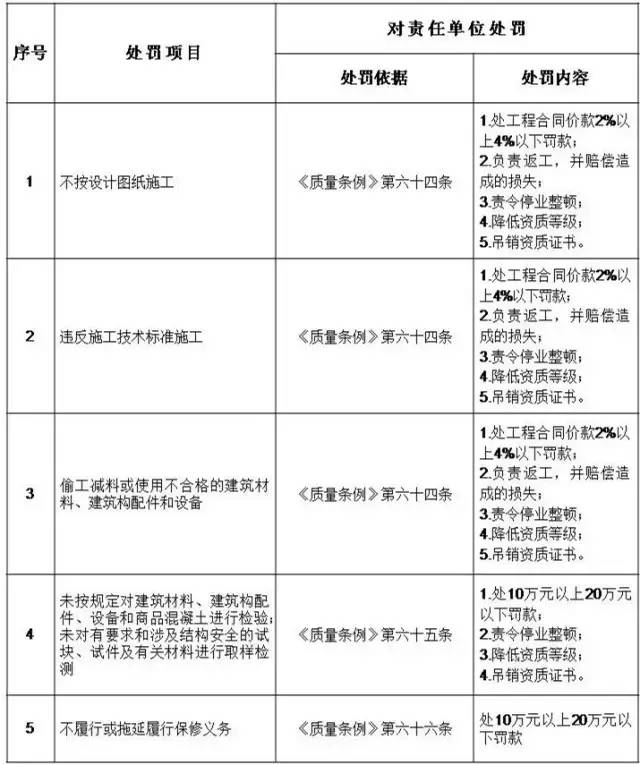 序号
处罚项目
对责任单位处罚
处罚依据
处罚内容
1
不按设计图纸施工
《质量条例》第六十四条
1.处工程合同价款2%以
上4%以下罚款；
2.负责返工，并赔偿造
成的损失；
3.责令停业整顿；
4.降低资质等级；
5.吊销资质证书。
2
违反施工技术标准施工
《质量条例》第六十四条
1.处工程合同价款2%以
上4%以下罚款；
2.负责返工，并赔偿造
成的损失；
3.责令停业整顿；
4.降低资质等级；
5.吊销资质证书。
3
偷工减料或使用不合格的建筑材
料、建筑构配件和设备
《质量条例》第六十四条
1.处工程合同价款2%以
上4%以下罚款；
2.负责返工，并赔偿造
成的损失；
3.责令停业整顿；
4.降低资质等级；
5.吊销资质证书。
4
未按规定对建筑材料、建筑构配
件、设备和商品混凝土进行检验；
未对有要求和涉及结构安全的试
块、试件及有关材料进行取样检
测
《质量条例》第六十五条
1.处10万元以上20万元
以下罚款；
2.责令停业整顿；
3.降低资质等级；
4.吊销资质证书。
5
不履行或拖延履行保修义务
《质量条例》第六十六条
处10万元以上20万元以
下罚款